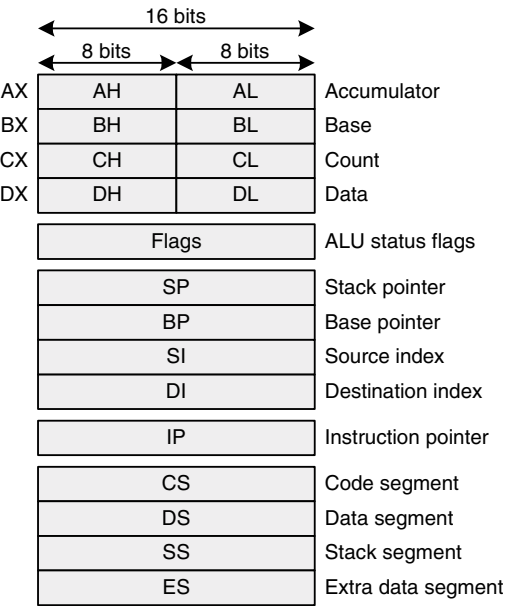 16 bits
8 bits 8 bits
AX AH AL Accumulator
BX BH BL Base
CX CH CL Count
DX DH DL Data
Flags ALU status flags
SP Stack pointer
BP Base pointer
SI Source index
DI Destination index
IP Instruction pointer
CS Code segment
DS Data segment
SS Stack segment
ES Extra data segment